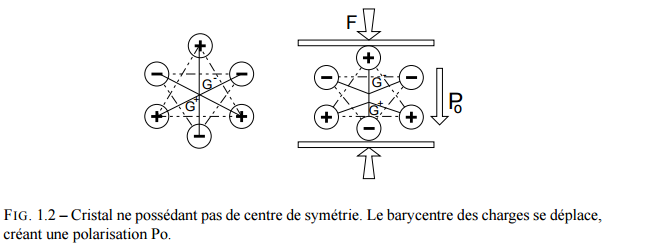 F
+
− −
G-
G+
+ +
−
+
− −
G-
G+
+ +
−
Po
FIG. 1.2 – Cristal ne possédant pas de centre de symétrie. Le barycentre des charges se déplace,
créant une polarisation Po.